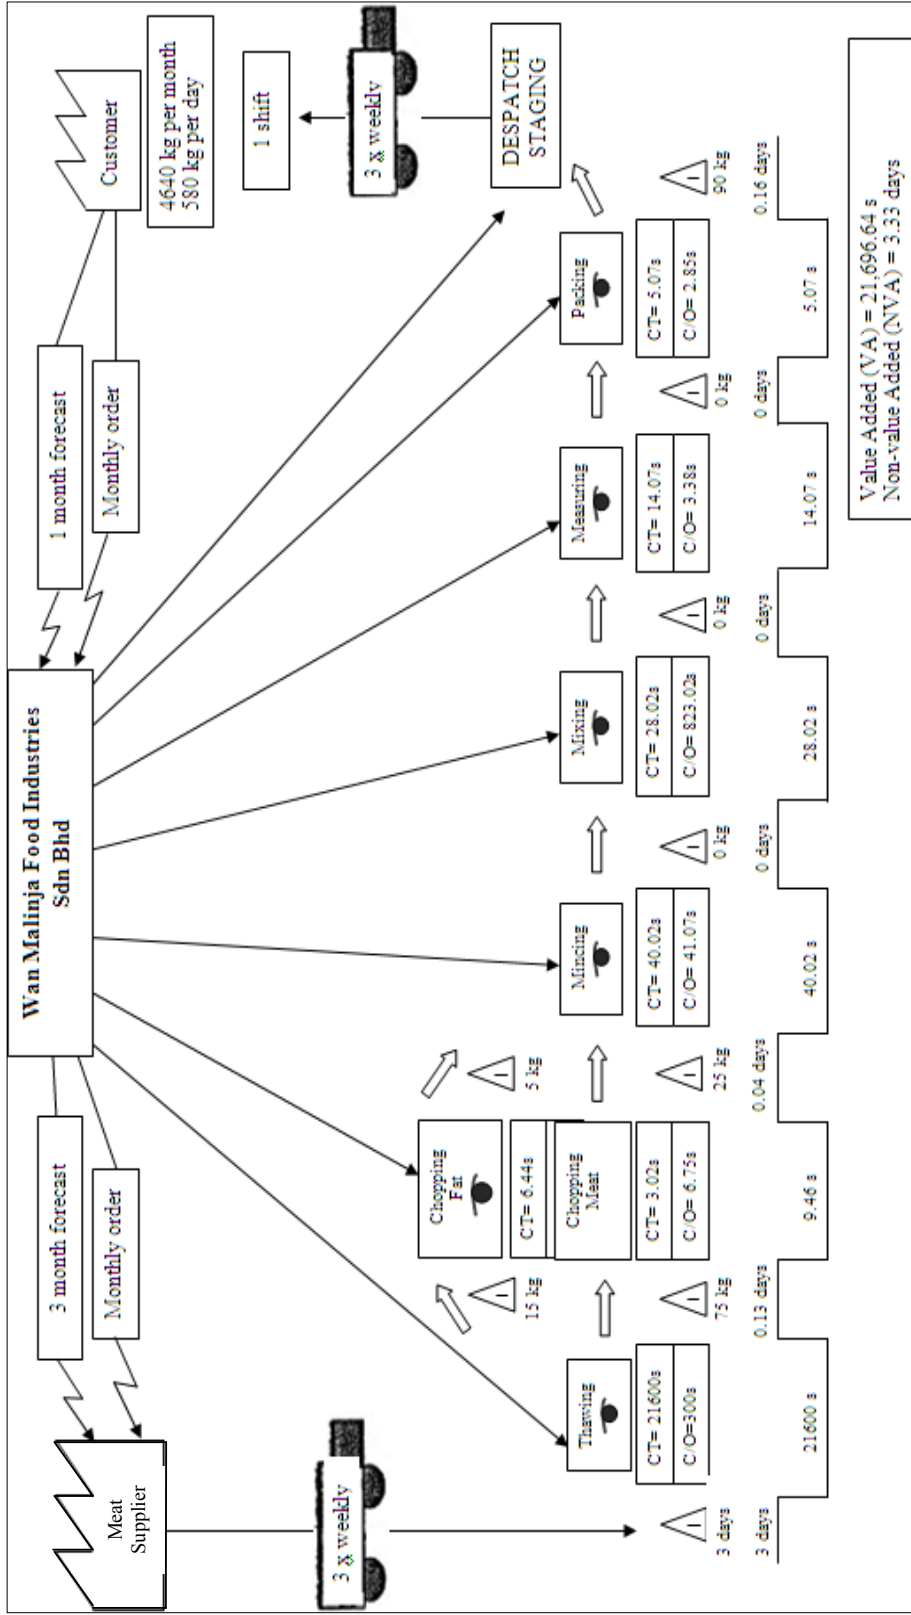 Wan Malinja Food Industries
Sdn Bhd
Meat
Supplier
3 month forecast
Monthly order
1 month forecast
Monthly order
Customer
4640 kg per month
580 kg per day
1 shift
3 x weekly
3 x weekly
DESPATCH
STAGING
Chopping
Fat
CT= 6.44s
15 kg
5 kg
Thawing
CT= 21600s
C/O=300s
Chopping
Meat
CT= 3.02s
C/O= 6.75s
Mincing
CT= 40.02s
C/O= 41.07s
Mixing
CT= 28.02s
C/O= 823.02s
Measuring
CT= 14.07s
C/O= 3.38s
Packing
CT= 5.07s
C/O= 2.85s
I
I
I
I
I
I
I
I
I
3 days
75 kg
25 kg
0 kg
0 kg
0 kg
90 kg
3 days
0.13 days
0.04 days
0 days
0 days
0 days
0.16 days
21600 s
9.46 s
40.02 s
28.02 s
14.07 s
5.07 s
Value Added (VA) = 21,696.64 s
Non-value Added (NVA) = 3.33 days